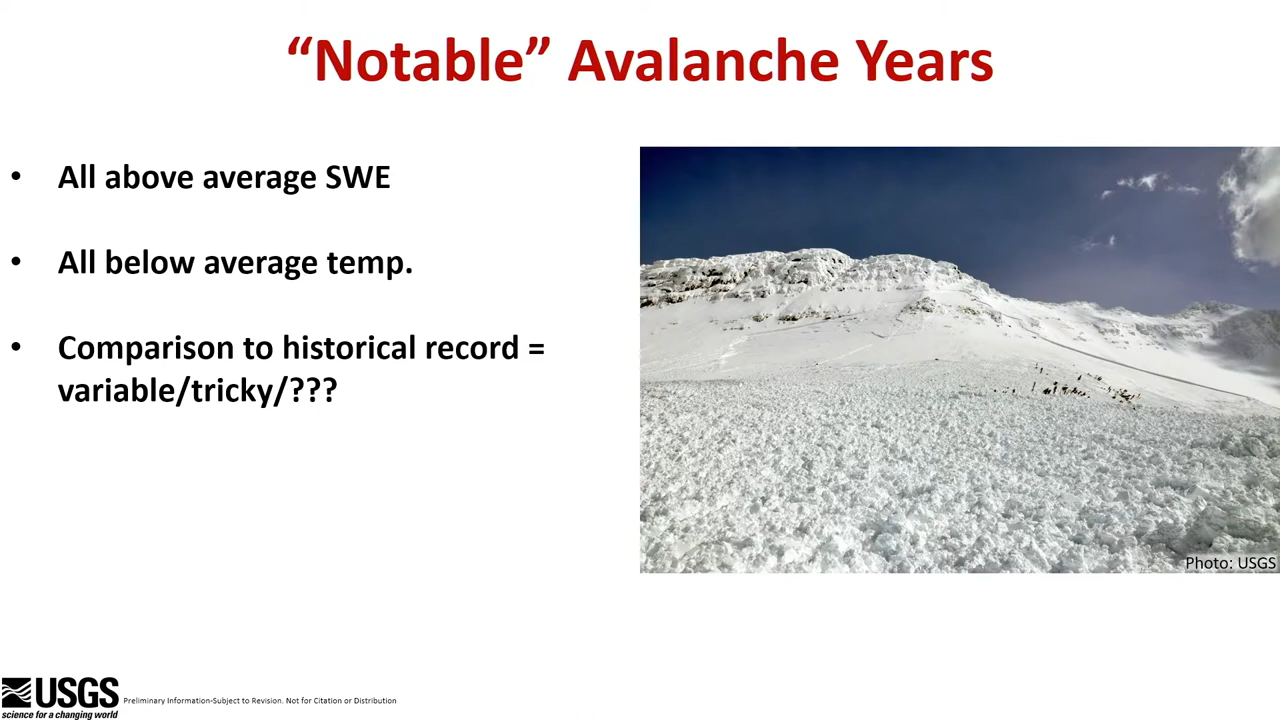 “Notable” Avalanche Years
• All above average SWE
• All below average temp.
• Comparison to historical record =
variable/tricky/???
Photo: USGS
USGS
science for a changing world
Preliminary Information-Subject to Revision. Not for Citation or Distribution